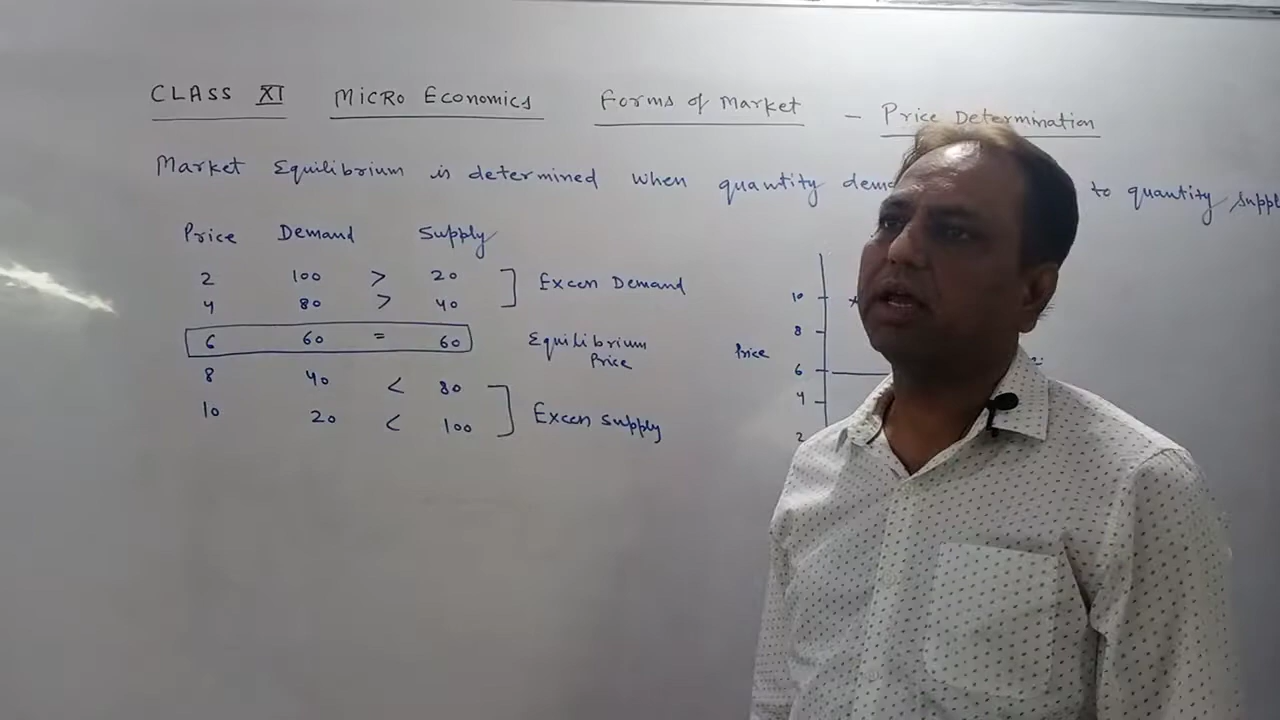 CLASS XI MICRO ECONOMICS Forms of Market - Price Determination
Market Equilibrium is determined when quantity dem to quantity suppl
Price Demand Supply
2 100 > 20 Excess Demand
4 80 > 40
6 60 = 60 Equilibrium Price
8 40 < 80
10 20 < 100 Excess Supply
10
8
Price 6
4
2